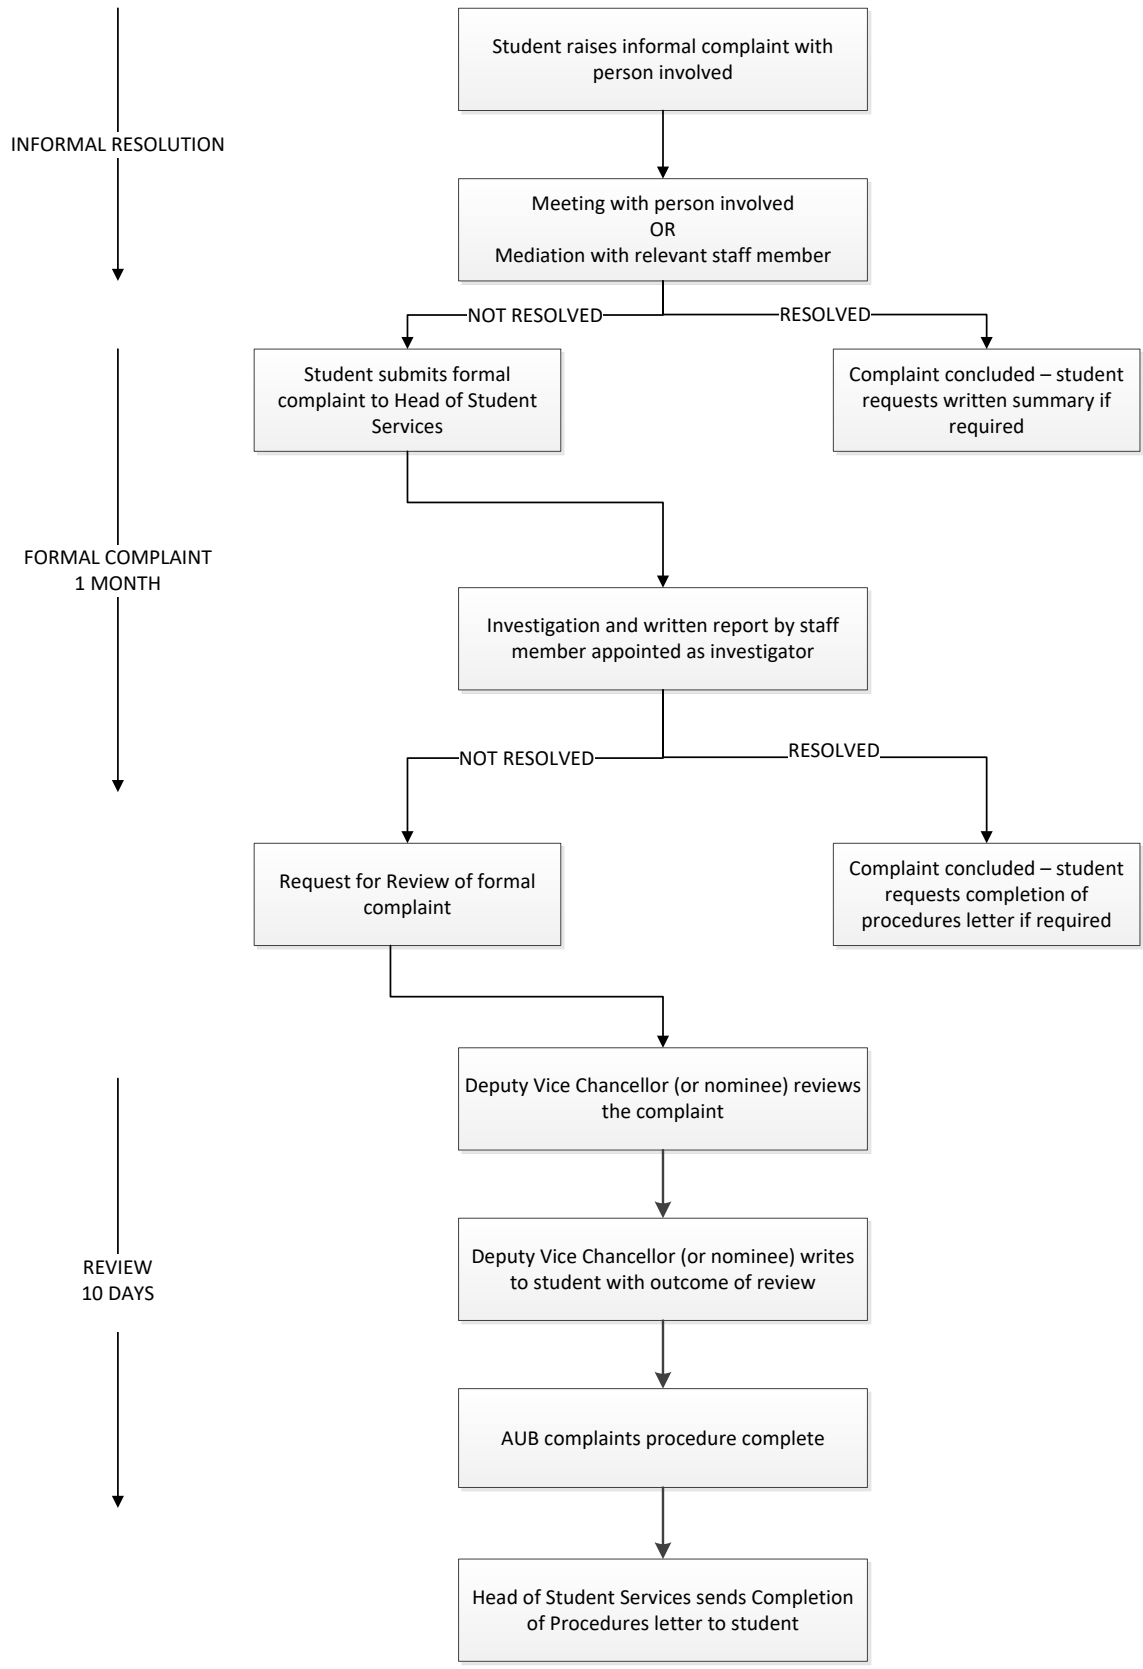 Student raises informal complaint with
person involved
INFORMAL RESOLUTION
Meeting with person involved
OR
Mediation with relevant staff member
NOT RESOLVED
RESOLVED
Student submits formal
complaint to Head of Student
Services
Complaint concluded – student
requests written summary if
required
FORMAL COMPLAINT
1 MONTH
Investigation and written report by staff
member appointed as investigator
NOT RESOLVED
RESOLVED
Request for Review of formal
complaint
Complaint concluded – student
requests completion of
procedures letter if required
Deputy Vice Chancellor (or nominee) reviews
the complaint
REVIEW
10 DAYS
Deputy Vice Chancellor (or nominee) writes
to student with outcome of review
AUB complaints procedure complete
Head of Student Services sends Completion
of Procedures letter to student